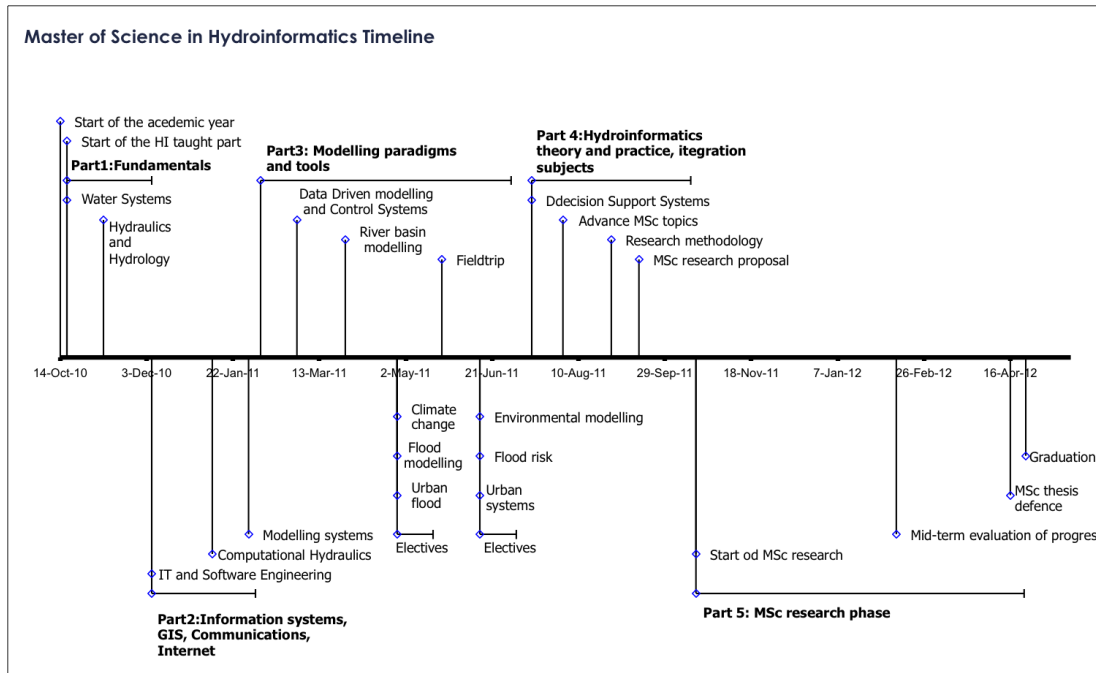 Master of Science in Hydroinformatics Timeline
Start of the acedemic year
Start of the HI taught part
Part1:Fundamentals
Water Systems
Hydraulics
and
Hydrology
Part3: Modelling paradigms
and tools
Data Driven modelling
and Control Systems
River basin
modelling
Fieldtrip
Part 4:Hydroinformatics
theory and practice, itegration
subjects
Ddecision Support Systems
Advance MSc topics
Research methodology
MSc research proposal
14-Oct-10
3-Dec-10
22-Jan-11
13-Mar-11
2-May-11
21-Jun-11
10-Aug-11
29-Sep-11
18-Nov-11
7-Jan-12
26-Feb-12
16-Apr-12
Climate
change
Flood
modelling
Urban
flood
Electives
Environmental modelling
Flood risk
Urban
systems
Electives
Graduation
MSc thesis
defence
Mid-term evaluation of progres
Modelling systems
Computational Hydraulics
IT and Software Engineering
Start od MSc research
Part2:Information systems,
GIS, Communications,
Internet
Part 5: MSc research phase